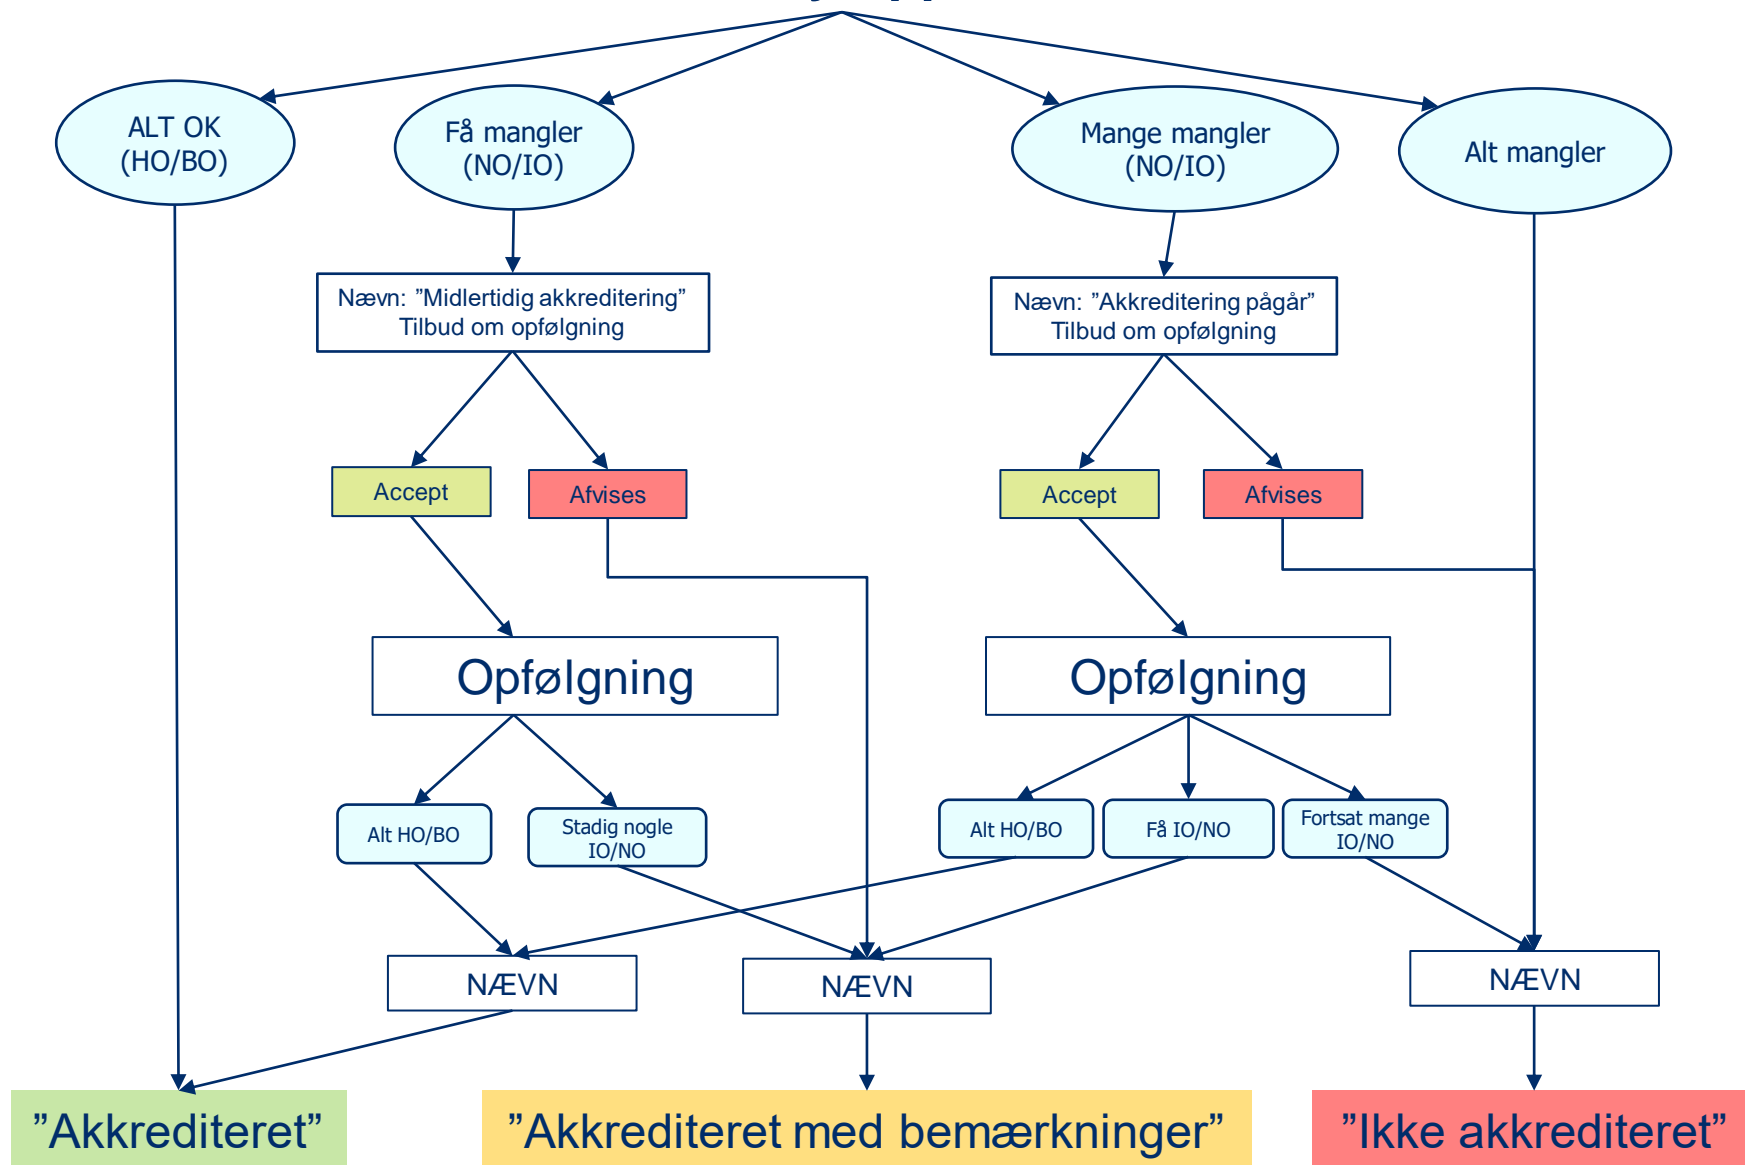 ALT OK
(HO/BO)
Få mangler
(NO/IO)
Mange mangler
(NO/IO)
Alt mangler
Nævn: ”Midlertidig akkreditering”
Tilbud om opfølgning
Nævn: ”Akkreditering pågår”
Tilbud om opfølgning
Accept
Afvises
Accept
Afvises
Opfølgning
Opfølgning
Alt HO/BO
Stadig nogle
IO/NO
Alt HO/BO
Få IO/NO
Fortsat mange
IO/NO
NÆVN
NÆVN
NÆVN
”Akkrediteret”
”Akkrediteret med bemærkninger”
”Ikke akkrediteret”